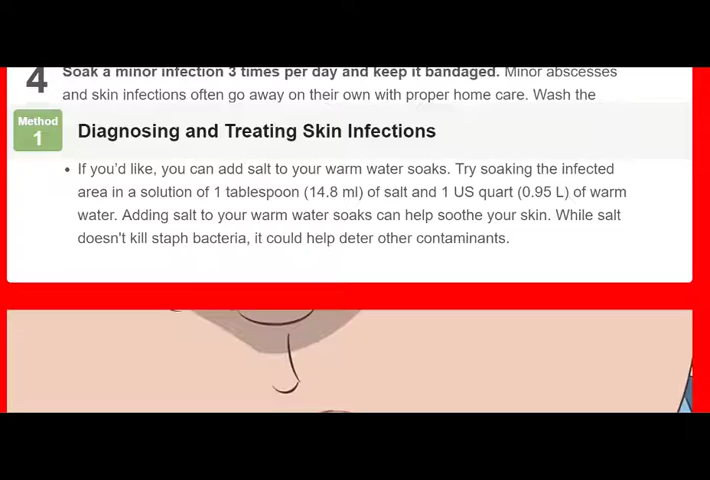 4
Soak a minor infection 3 times per day and keep it bandaged. Minor abscesses
and skin infections often go away on their own with proper home care. Wash the
Method
1
Diagnosing and Treating Skin Infections
• If you'd like, you can add salt to your warm water soaks. Try soaking the infected
area in a solution of 1 tablespoon (14.8 ml) of salt and 1 US quart (0.95 L) of warm
water. Adding salt to your warm water soaks can help soothe your skin. While salt
doesn't kill staph bacteria, it could help deter other contaminants.